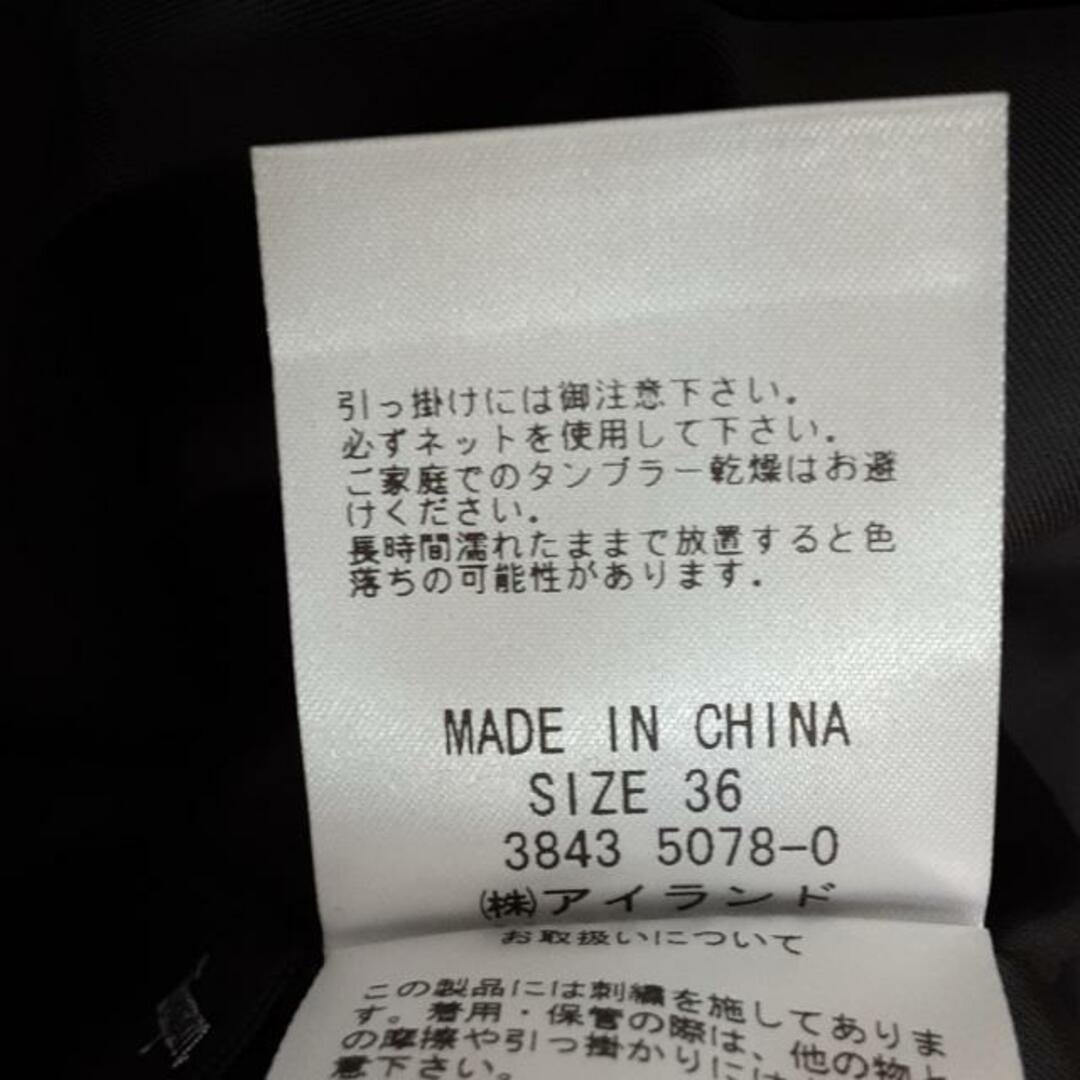 引っ掛けには御注意下さい.
必ずネットを使用して下さい.
ご家庭でのタンブラー乾燥はお避
けください.
長時間濡れたままで放置すると色
落ちの可能性があります.
MADE IN CHINA
SIZE 36
3843 5078-0
㈱アイランド
お取扱いについて
この製品には刺繍を施してありま
す。着用・保管の際は、他の物と
の摩擦や引っ掛かりには
意下さい。